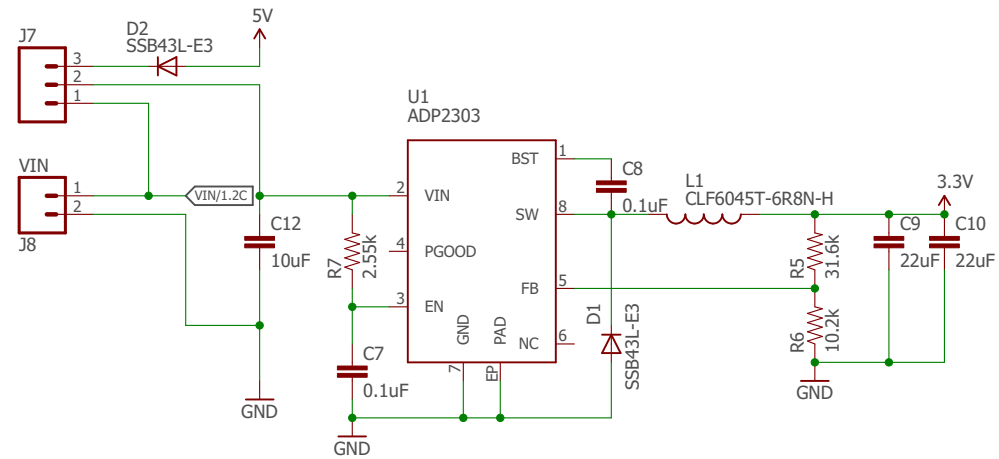 J7
D2
SSB43L-E3
5V
3
2
1
VIN
1
2
J8
VIN/1.2C
C12
10uF
GND
R7
2.55k
C7
0.1uF
GND
U1
ADP2303
2
VIN
4
PGOOD
3
EN
BST
1
SW
8
FB
5
NC
6
GND
7
PAD
EP
C8
0.1uF
D1
SSB43L-E3
L1
CLF6045T-6R8N-H
3.3V
R5
31.6k
R6
10.2k
GND
C9
22uF
C10
22uF